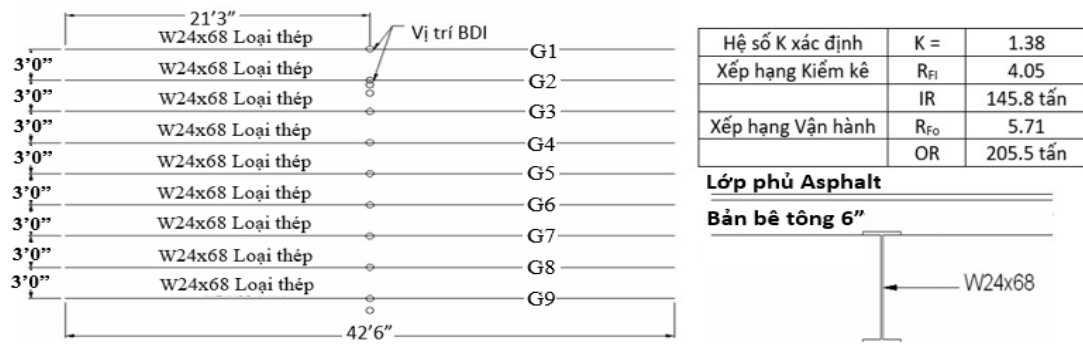 21'3"
W24x68 Loại thép
Vị trí BDI
G1
3'0"
W24x68 Loại thép
G2
3'0"
W24x68 Loại thép
G3
3'0"
W24x68 Loại thép
G4
3'0"
W24x68 Loại thép
G5
3'0"
W24x68 Loại thép
G6
3'0"
W24x68 Loại thép
G7
3'0"
W24x68 Loại thép
G8
3'0"
W24x68 Loại thép
G9
42'6"
Hệ số K xác định K = 1.38
Xếp hạng Kiểm kê RFI 4.05
IR 145.8 tấn
Xếp hạng Vận hành RFo 5.71
OR 205.5 tấn
Lớp phủ Asphalt
Bản bê tông 6”
W24x68